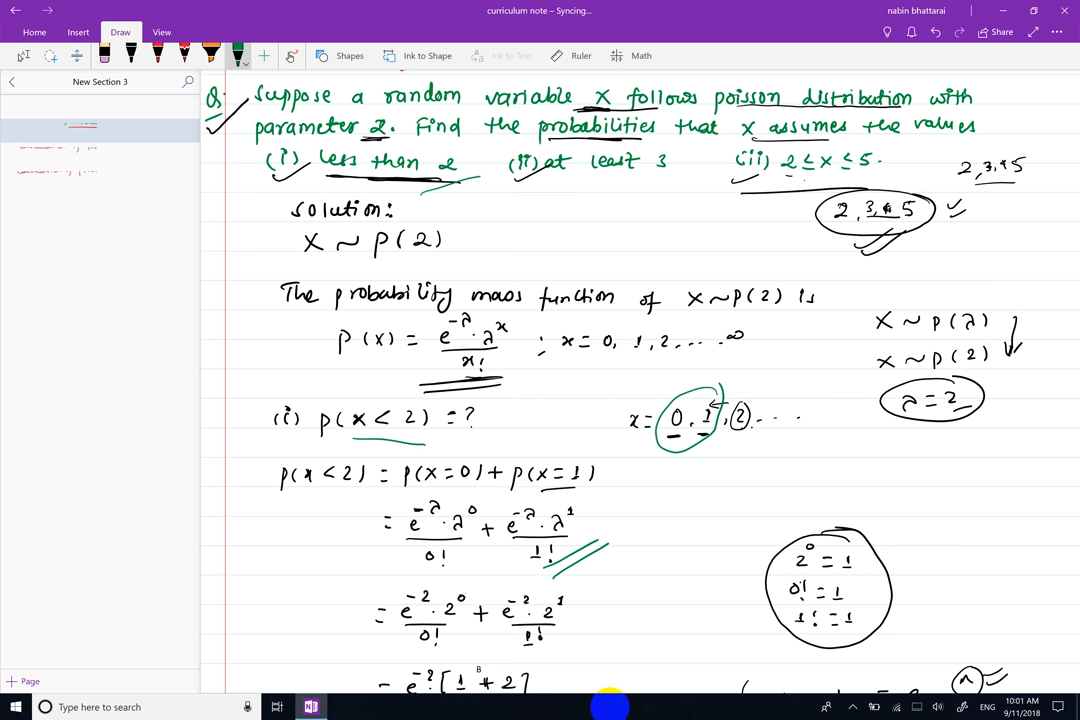 curriculum note – Syncing...
nabin bhattarai
Home Insert Draw View
Share
Shapes Ink to Shape Ink to Text Ruler Math
New Section 3
Q. Suppose a random variable X follows poisson distribution with
parameter 2. Find the probabilities that X assumes the values
(i) less than 2 (ii) at least 3 (iii) 2 ≤ x ≤ 5.
2, 3, 4 5
2, 3, 4 5
Solution:
X ~ P(2)
The probability mass function of X ~ P(2) is
P(x) = e^-λ · λ^x / x! ; x = 0, 1, 2, .... ∞
X ~ P(λ)
X ~ P(2)
λ = 2
(i) P(x < 2) = ?
x = 0, 1, 2, ....
P(x < 2) = P(x = 0) + P(x = 1)
= e^-λ · λ^0 / 0! + e^-λ · λ^1 / 1!
2^0 = 1
0! = 1
1! = 1
= e^-2 · 2^0 / 0! + e^-2 · 2^1 / 1!
= e^-2 [1 + 2]
Page
Type here to search
ENG
10:01 AM
9/11/2018